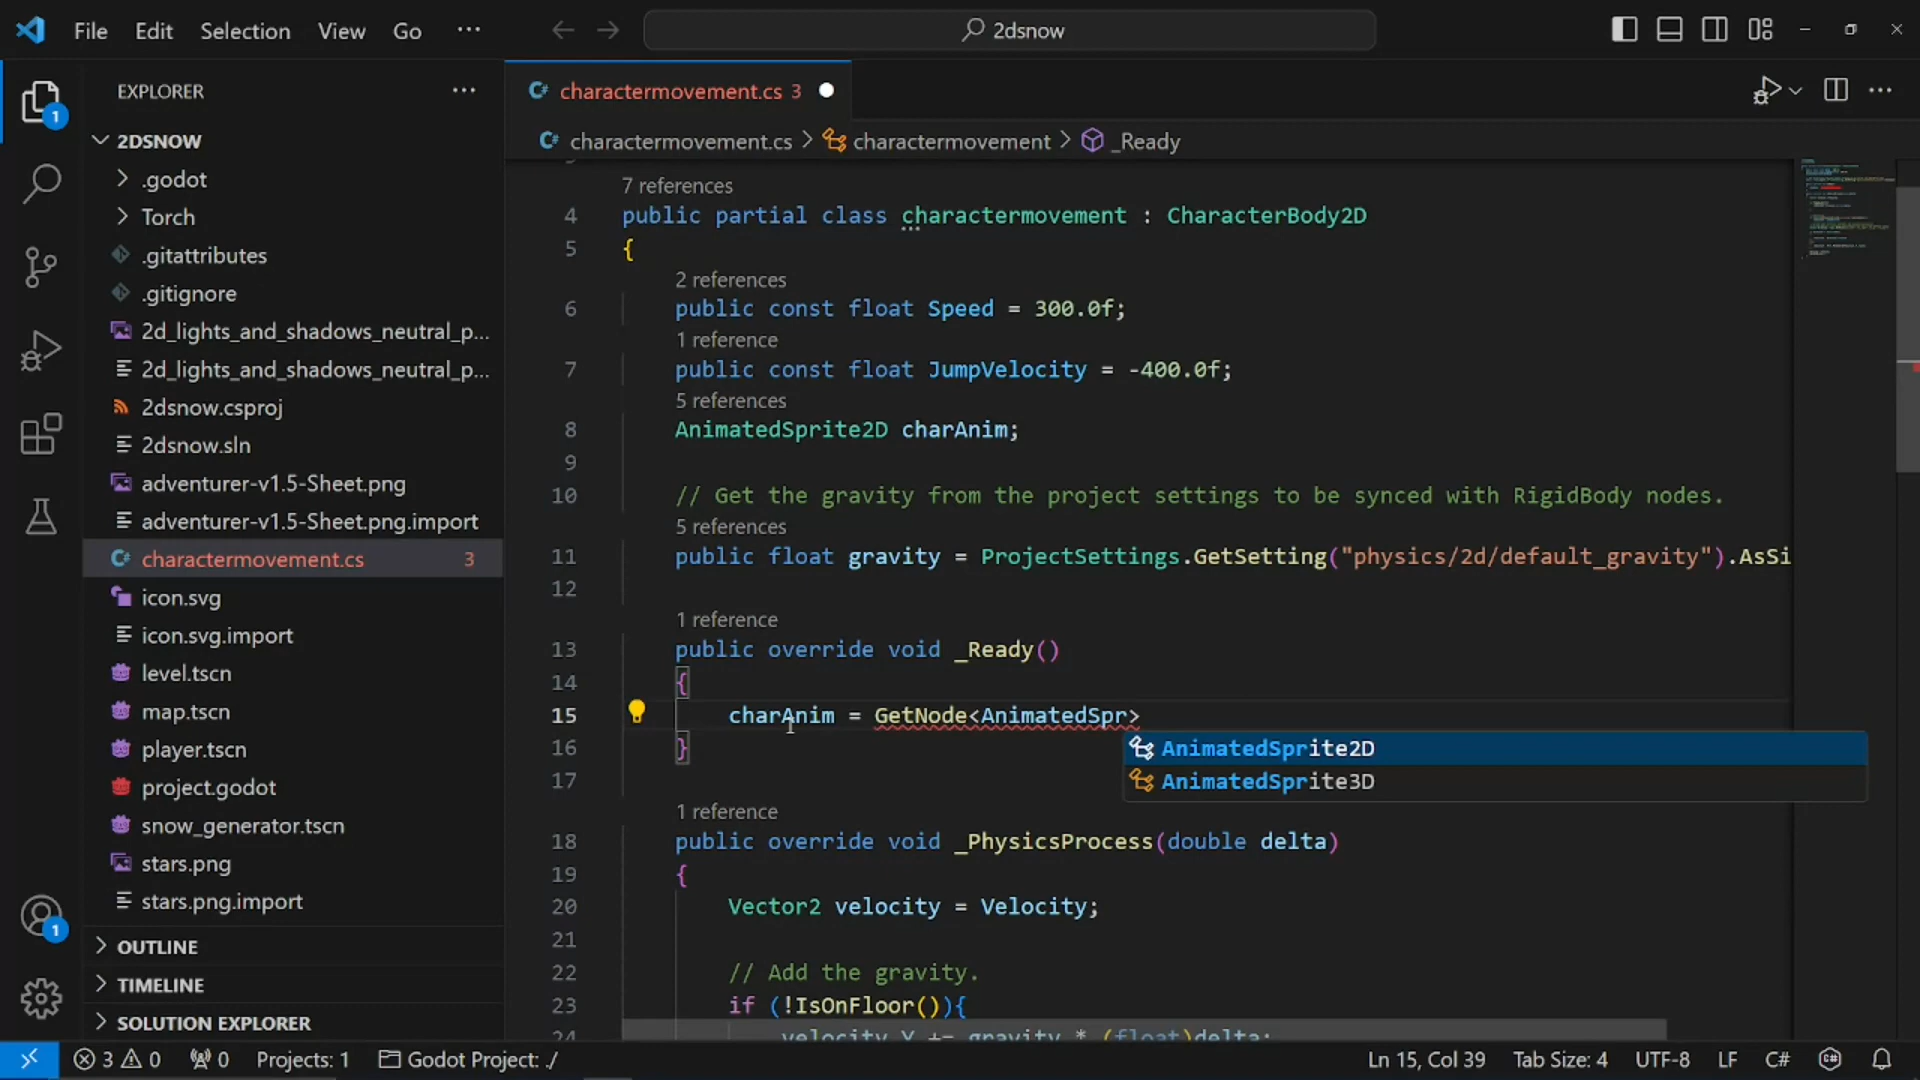 File Edit Selection View Go ···
2dsnow
EXPLORER ···
1
2DSNOW
.godot
Torch
.gitattributes
.gitignore
2d_lights_and_shadows_neutral_p...
2d_lights_and_shadows_neutral_p...
2dsnow.csproj
2dsnow.sln
adventurer-v1.5-Sheet.png
adventurer-v1.5-Sheet.png.import
charactermovement.cs 3
icon.svg
icon.svg.import
level.tscn
map.tscn
player.tscn
project.godot
snow_generator.tscn
stars.png
stars.png.import
1
OUTLINE
TIMELINE
SOLUTION EXPLORER
charactermovement.cs 3
charactermovement.cs > charactermovement > _Ready
7 references
4 public partial class charactermovement : CharacterBody2D
5 {
2 references
6 public const float Speed = 300.0f;
1 reference
7 public const float JumpVelocity = -400.0f;
5 references
8 AnimatedSprite2D charAnim;
9
10 // Get the gravity from the project settings to be synced with RigidBody nodes.
5 references
11 public float gravity = ProjectSettings.GetSetting("physics/2d/default_gravity").AsSi
12
1 reference
13 public override void _Ready()
14 {
15 charAnim = GetNode<AnimatedSpr>
AnimatedSprite2D
AnimatedSprite3D
16 }
17
1 reference
18 public override void _PhysicsProcess(double delta)
19 {
20 Vector2 velocity = Velocity;
21
22 // Add the gravity.
23 if (!IsOnFloor()){
24 velocity.Y += gravity * (float)delta;
3 0 0 Projects: 1 Godot Project: ./ Ln 15, Col 39 Tab Size: 4 UTF-8 LF C#